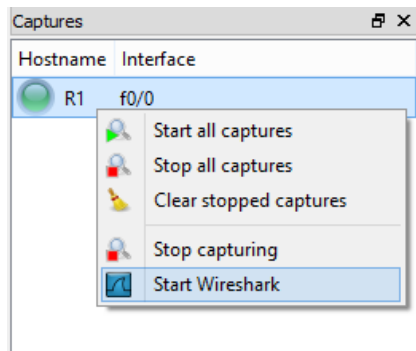 Captures
Hostname Interface
R1 f0/0
Start all captures
Stop all captures
Clear stopped captures
Stop capturing
Start Wireshark